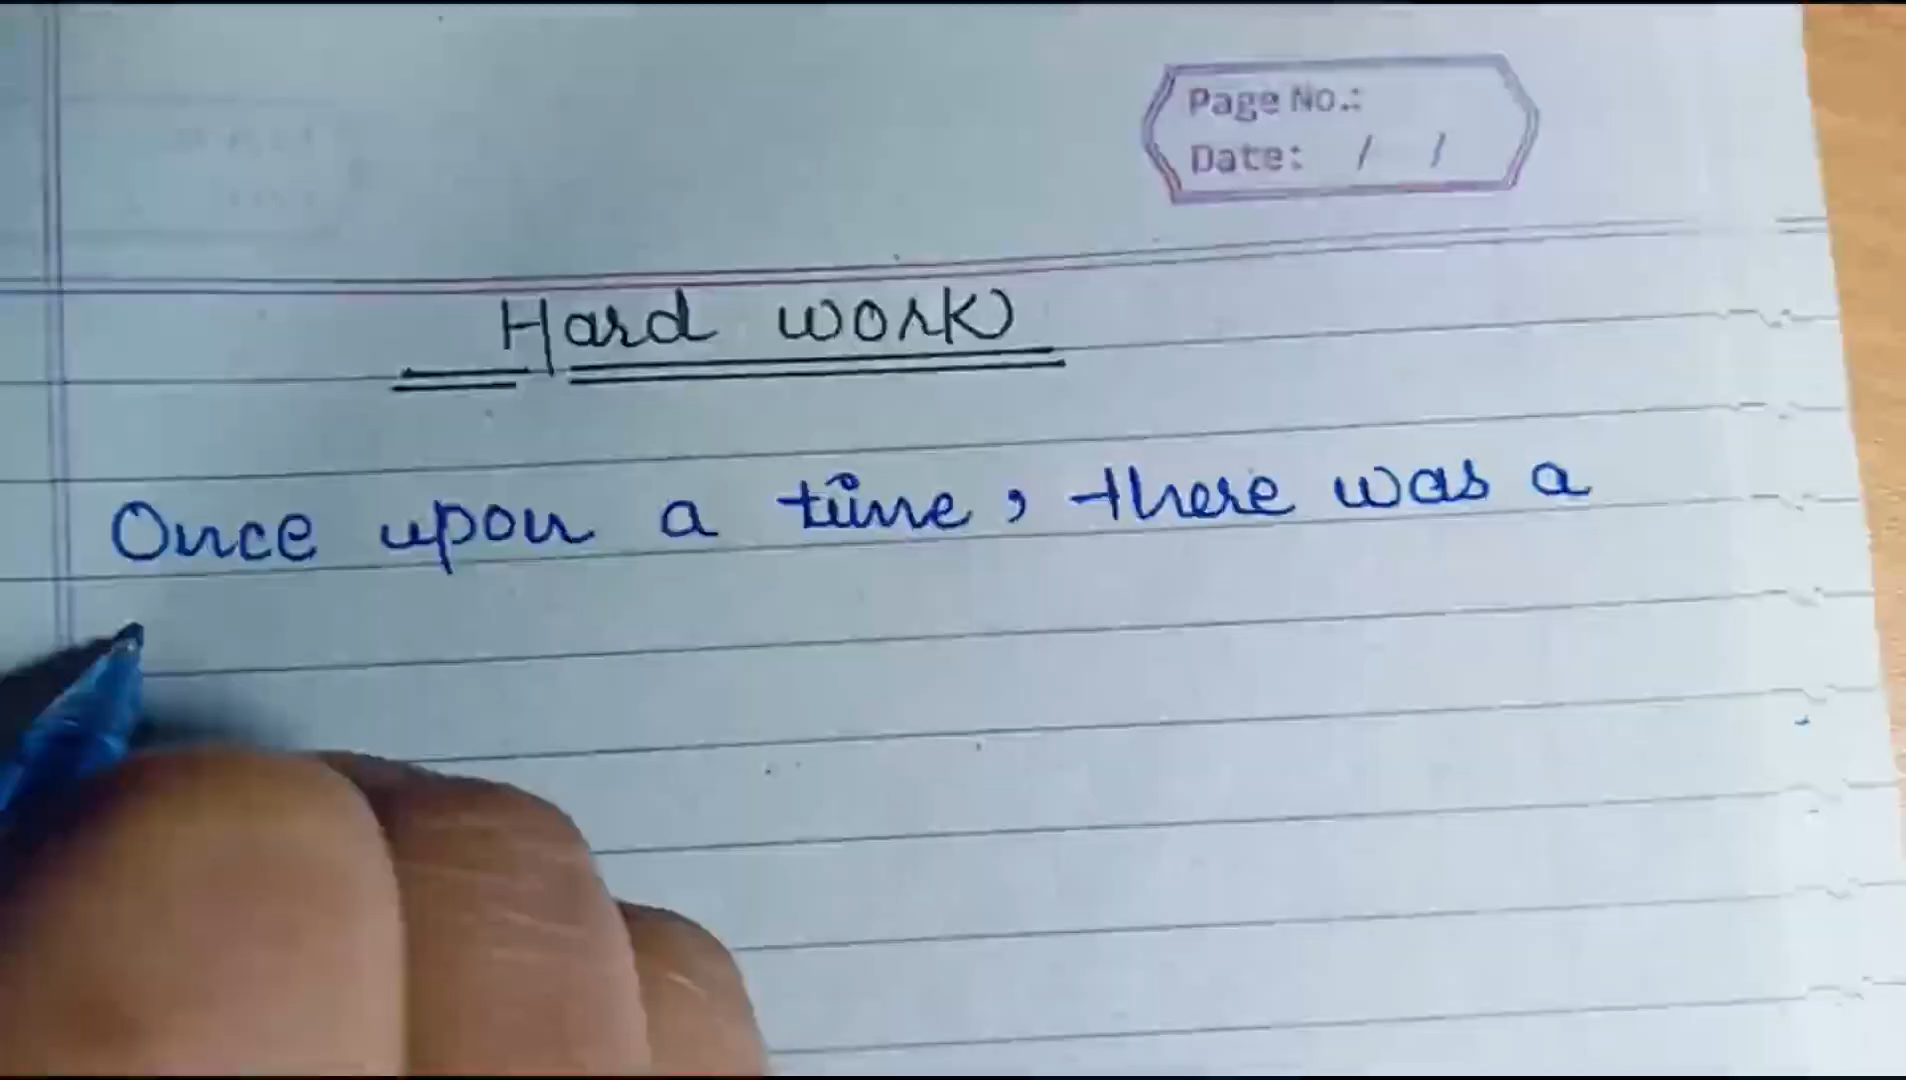 Page No.:
Date: / /
Hard work
Once upon a time, there was a